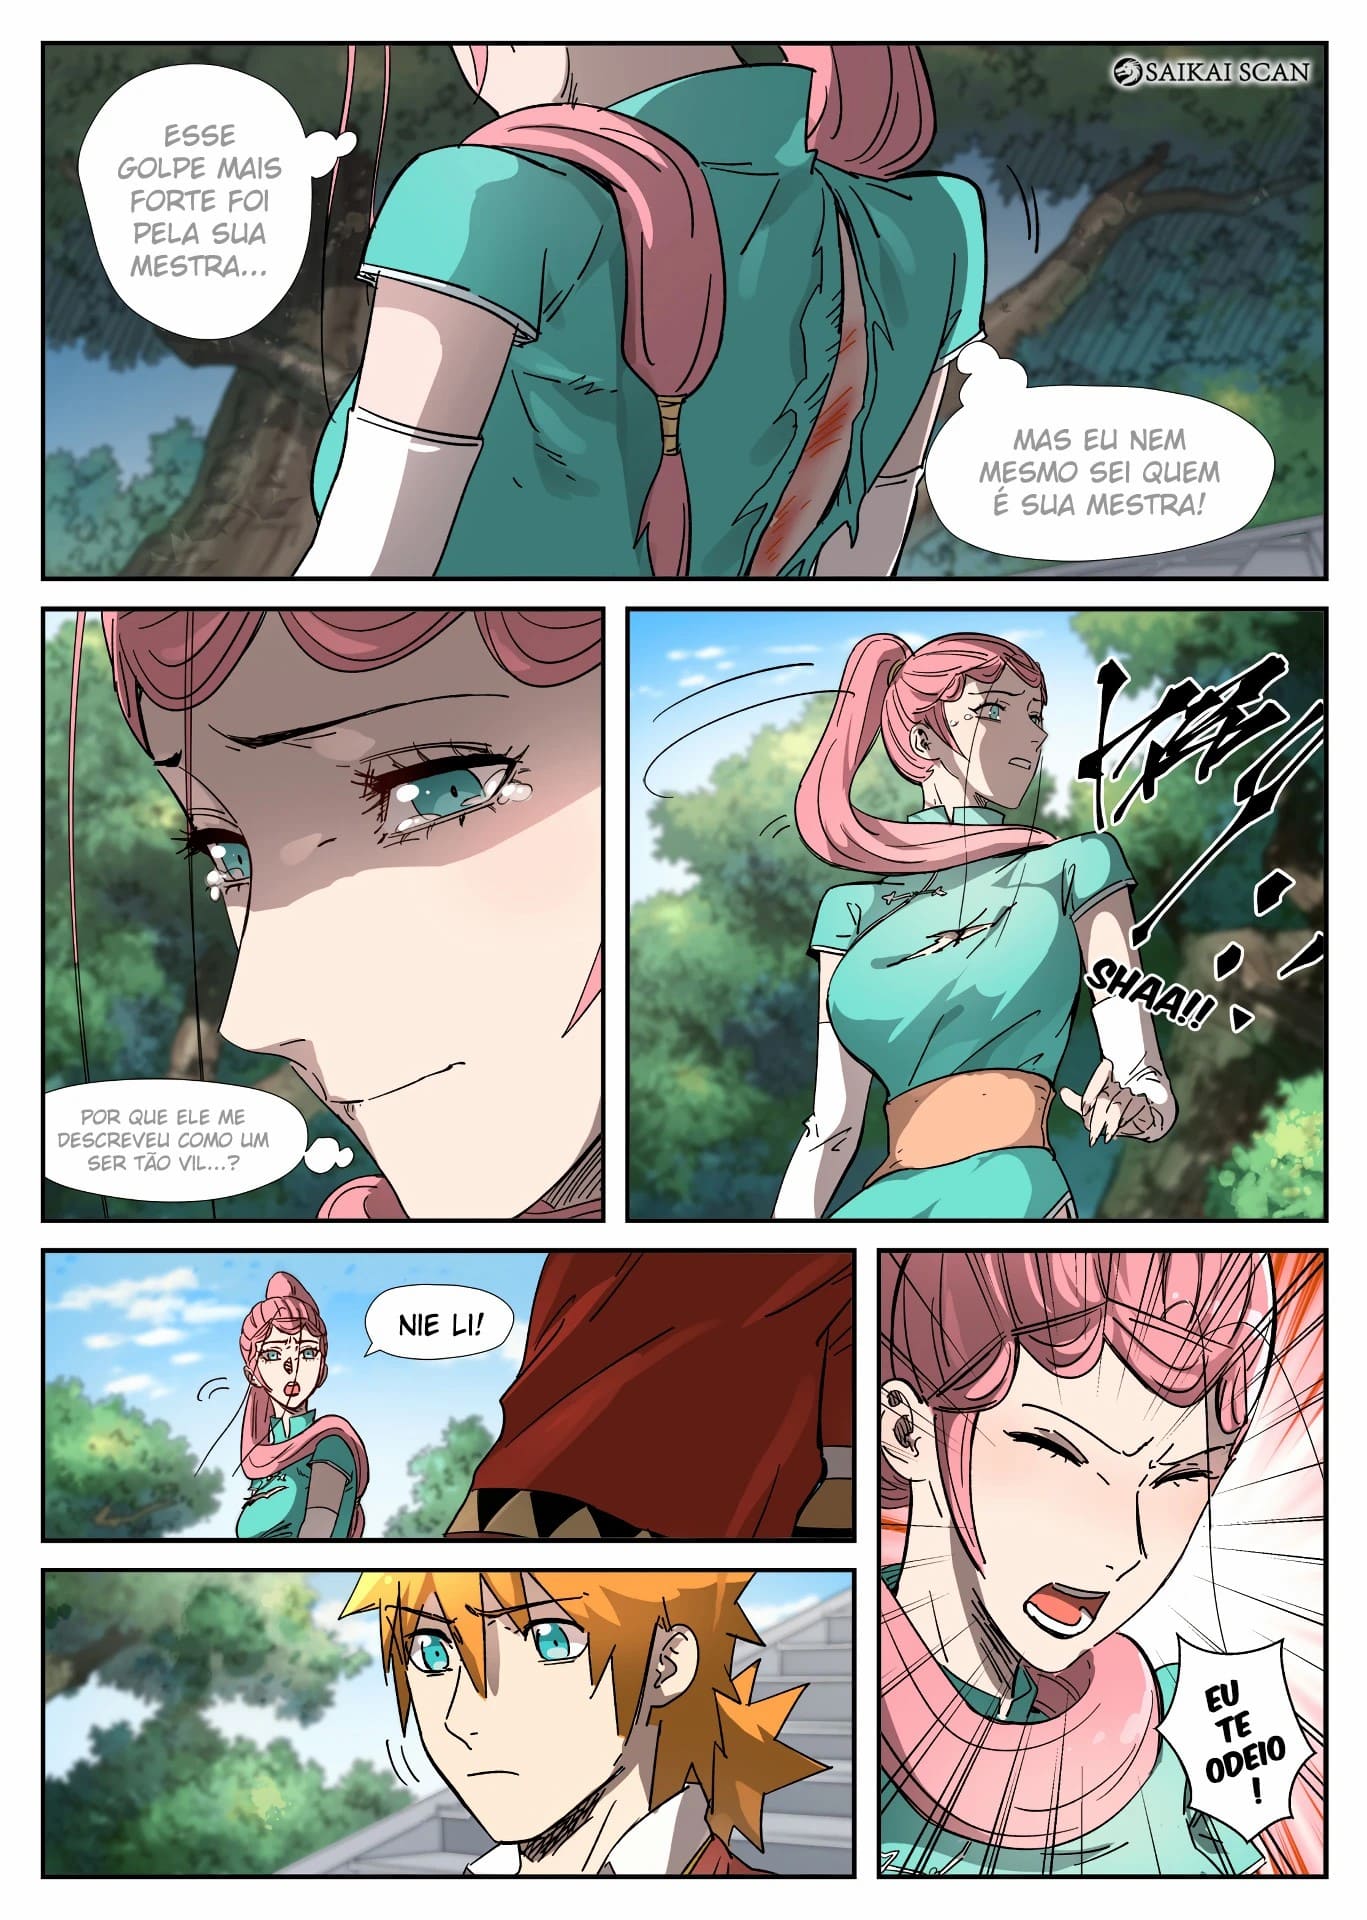 SAIKAI SCAN
ESSE
GOLPE MAIS
FORTE FOI
PELA SUA
MESTRA...
MAS EU NEM
MESMO SEI QUEM
É SUA MESTRA!
POR QUE ELE ME
DESCREVEU COMO UM
SER TÃO VIL...?
SHAA!!
NIE LI!
EU
TE
ODEIO
!